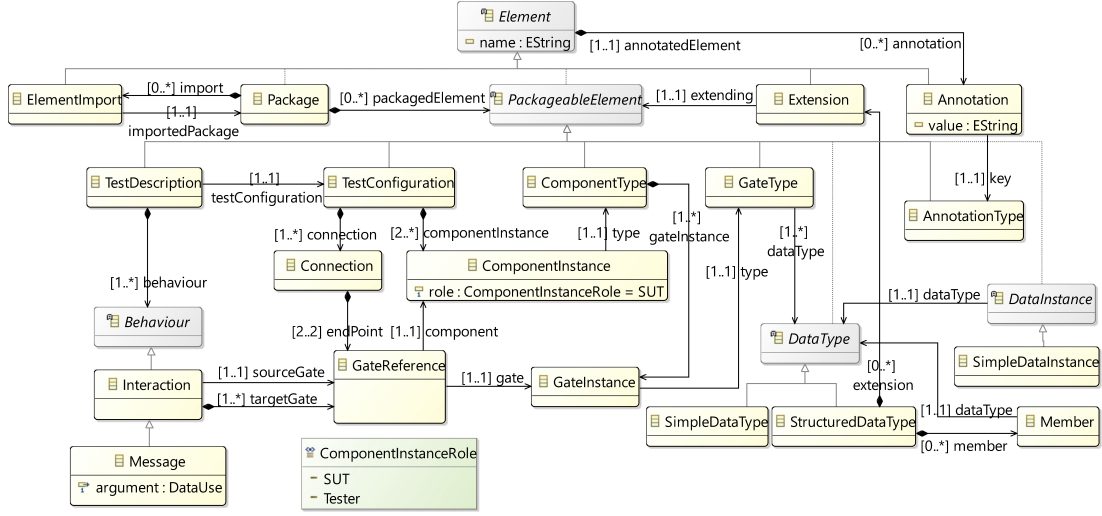 Element
name : EString
[1..1] annotatedElement
[0..*] annotation
ElementImport
[0..*] import
[1..1]
importedPackage
Package
[0..*] packagedElement
PackageableElement
[1..1] extending
Extension
Annotation
value : EString
TestDescription
[1..1]
testConfiguration
TestConfiguration
ComponentType
GateType
[1..1] key
AnnotationType
[1..*] connection
[2..*] componentInstance
[1..1] type
[1..*]
gateInstance
[1..*]
dataType
[1..1] type
Connection
ComponentInstance
role : ComponentInstanceRole = SUT
[1..*] behaviour
[1..1] dataType
DataInstance
Behaviour
[2..2] endPoint
[1..1] component
DataType
SimpleDataInstance
GateReference
Interaction
[1..1] sourceGate
[1..*] targetGate
[1..1] gate
GateInstance
[0..*]
extension
SimpleDataType
StructuredDataType
[1..1] dataType
[0..*] member
Member
Message
argument : DataUse
ComponentInstanceRole
SUT
Tester